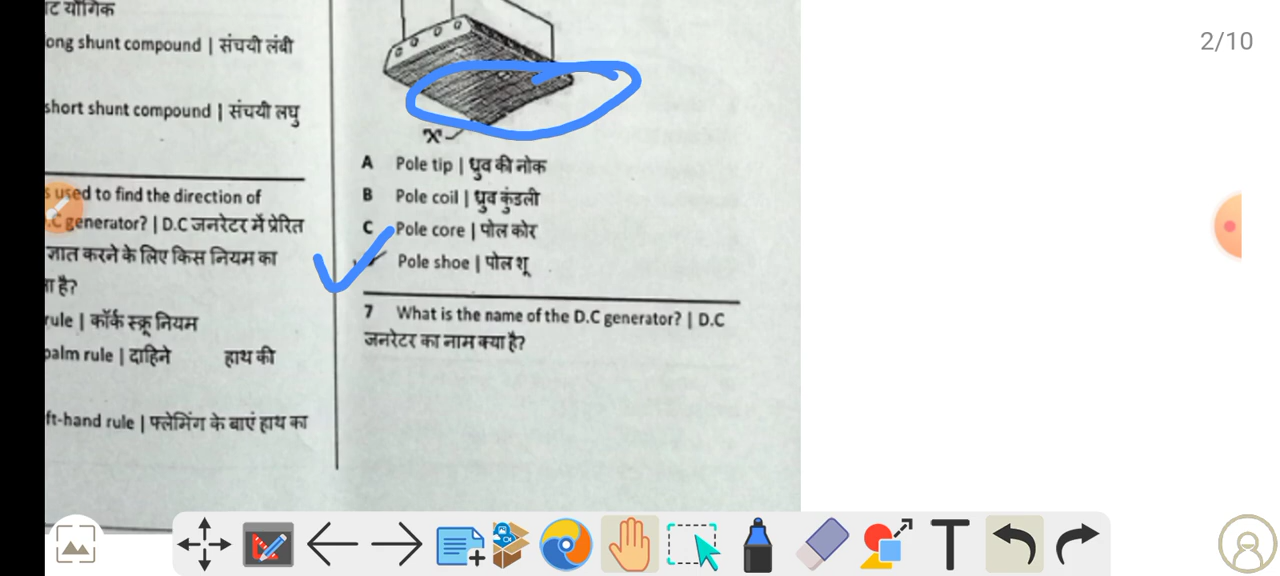 ट यौगिक
ong shunt compound | संचयी लंबी
short shunt compound | संचयी लघु
s used to find the direction of
.C generator? | D.C जनरेटर में प्रेरित
ज्ञात करने के लिए किस नियम का
ा है?
rule | कॉर्क स्क्रू नियम
palm rule | दाहिने हाथ की
ft-hand rule | फ्लेमिंग के बाएं हाथ का
X
A Pole tip | ध्रुव की नोक
B Pole coil | ध्रुव कुंडली
C Pole core | पोल कोर
Pole shoe | पोल शू
7 What is the name of the D.C generator? | D.C
जनरेटर का नाम क्या है?
2/10
T